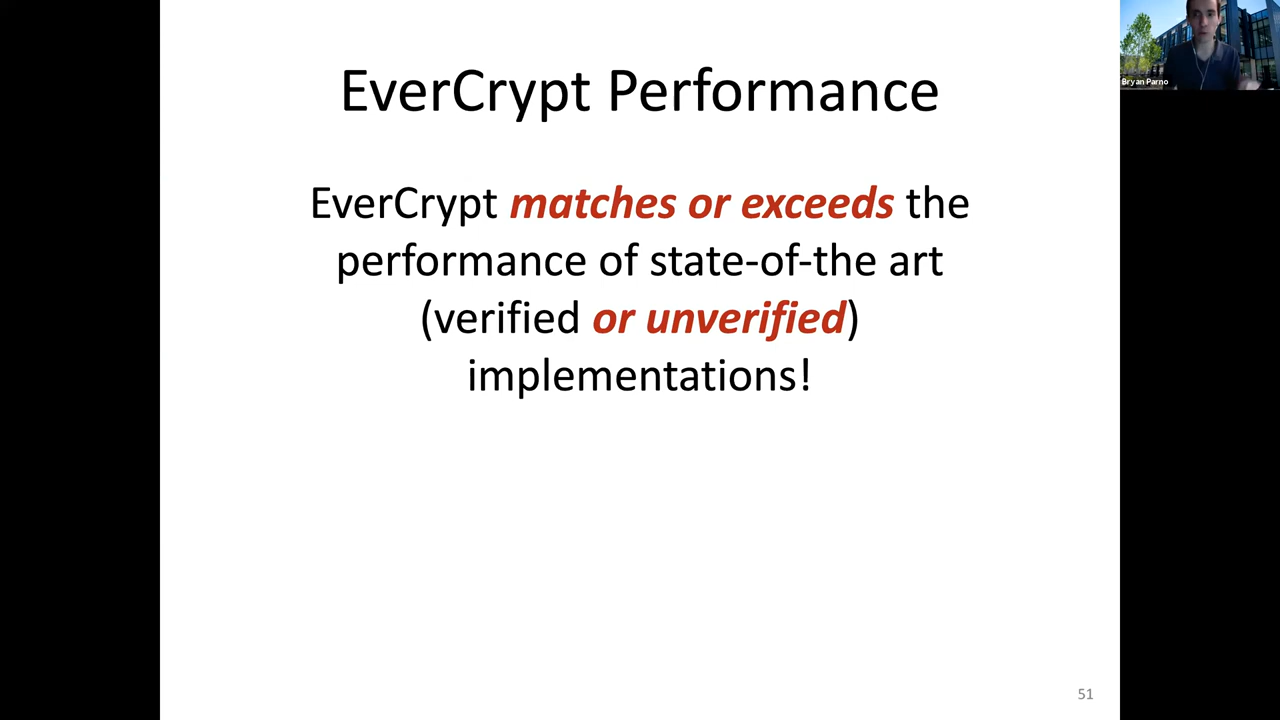 EverCrypt Performance
EverCrypt matches or exceeds the
performance of state-of-the art
(verified or unverified)
implementations!
Bryan Parno
51